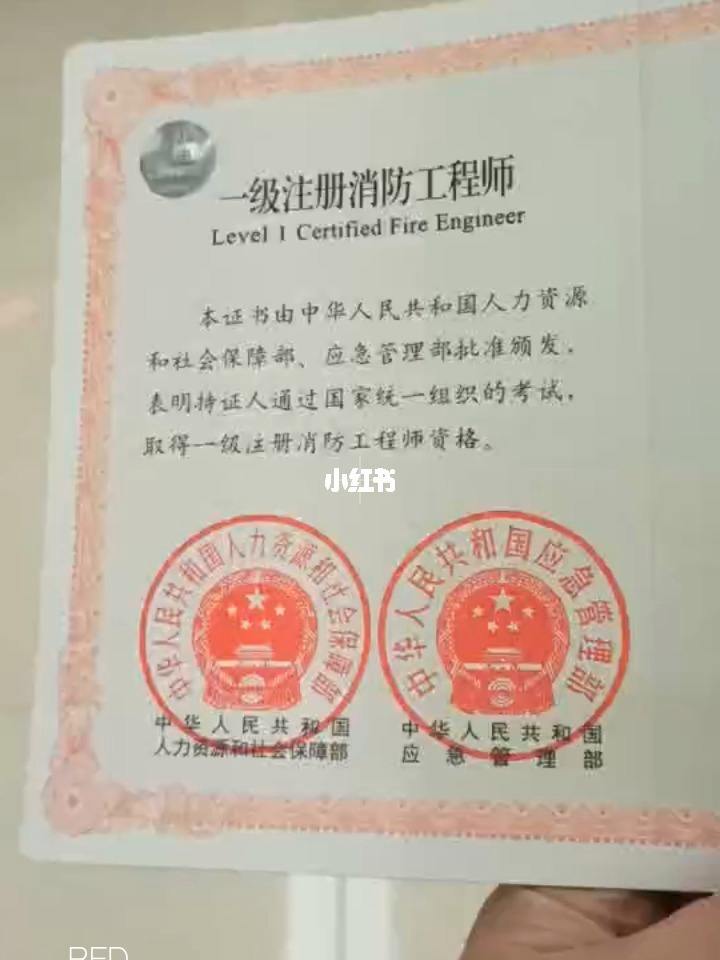 一级注册消防工程师
Level 1 Certified Fire Engineer
本证书由中华人民共和国人力资源
和社会保障部、应急管理部批准颁发，
表明持证人通过国家统一组织的考试，
取得一级注册消防工程师资格。
小红书
中华人民共和国人力资源和社会保障部
中华人民共和国应急管理部
中华人民共和国
人力资源和社会保障部
中华人民共和国
应急管理部
RED